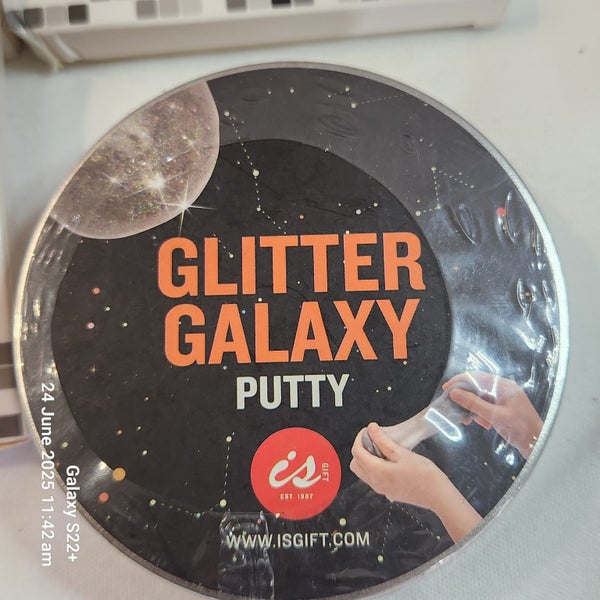 GLITTER
GALAXY
PUTTY
is
GIFT
EST. 1997
WWW.ISGIFT.COM
Galaxy S22+
24 June 2025 11:42 am